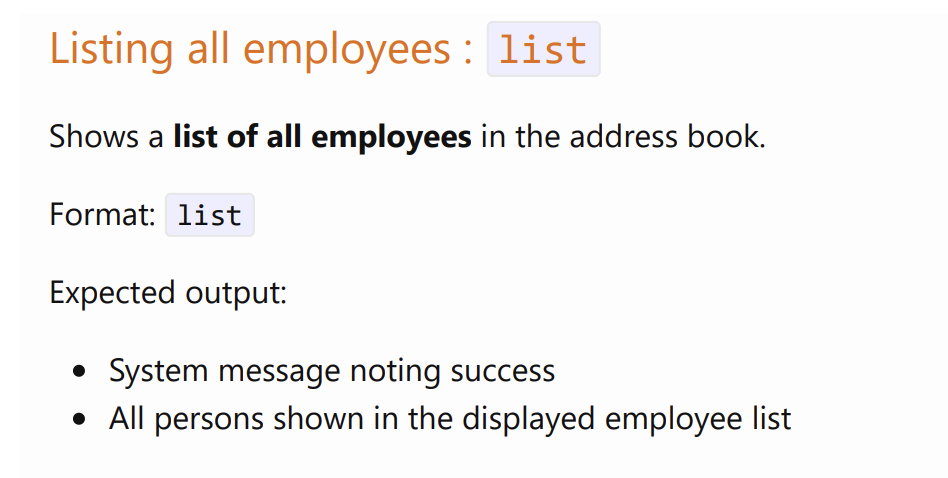 Listing all employees : list
Shows a list of all employees in the address book.
Format: list
Expected output:
System message noting success
All persons shown in the displayed employee list